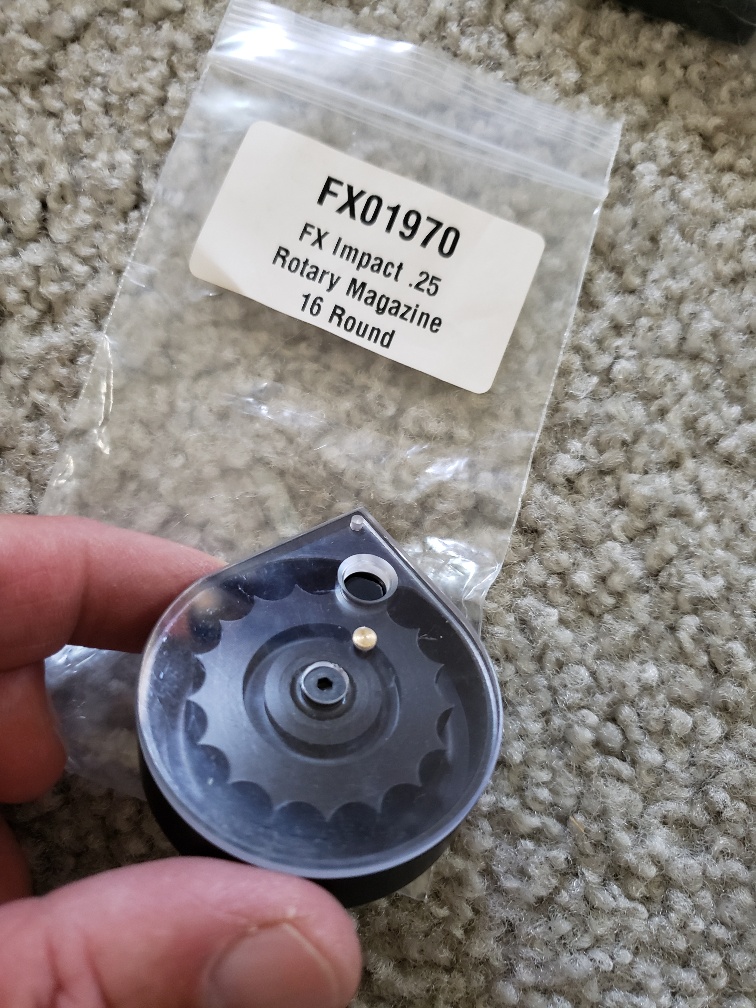 FX01970
FX Impact .25
Rotary Magazine
16 Round